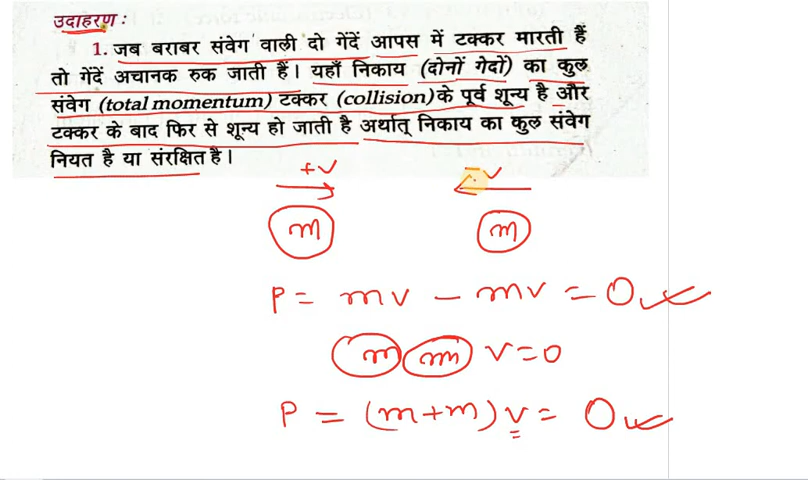 उदाहरण :
1. जब बराबर संवेग वाली दो गेंदें आपस में टक्कर मारती हैं
तो गेंदें अचानक रुक जाती हैं। यहाँ निकाय (दोनों गेदों) का कुल
संवेग (total momentum) टक्कर (collision) के पूर्व शून्य है और
टक्कर के बाद फिर से शून्य हो जाती है अर्थात् निकाय का कुल संवेग
नियत है या संरक्षित है।
+v -v
m m
P = mv - mv = 0
m m v=0
P = (m+m) v = 0